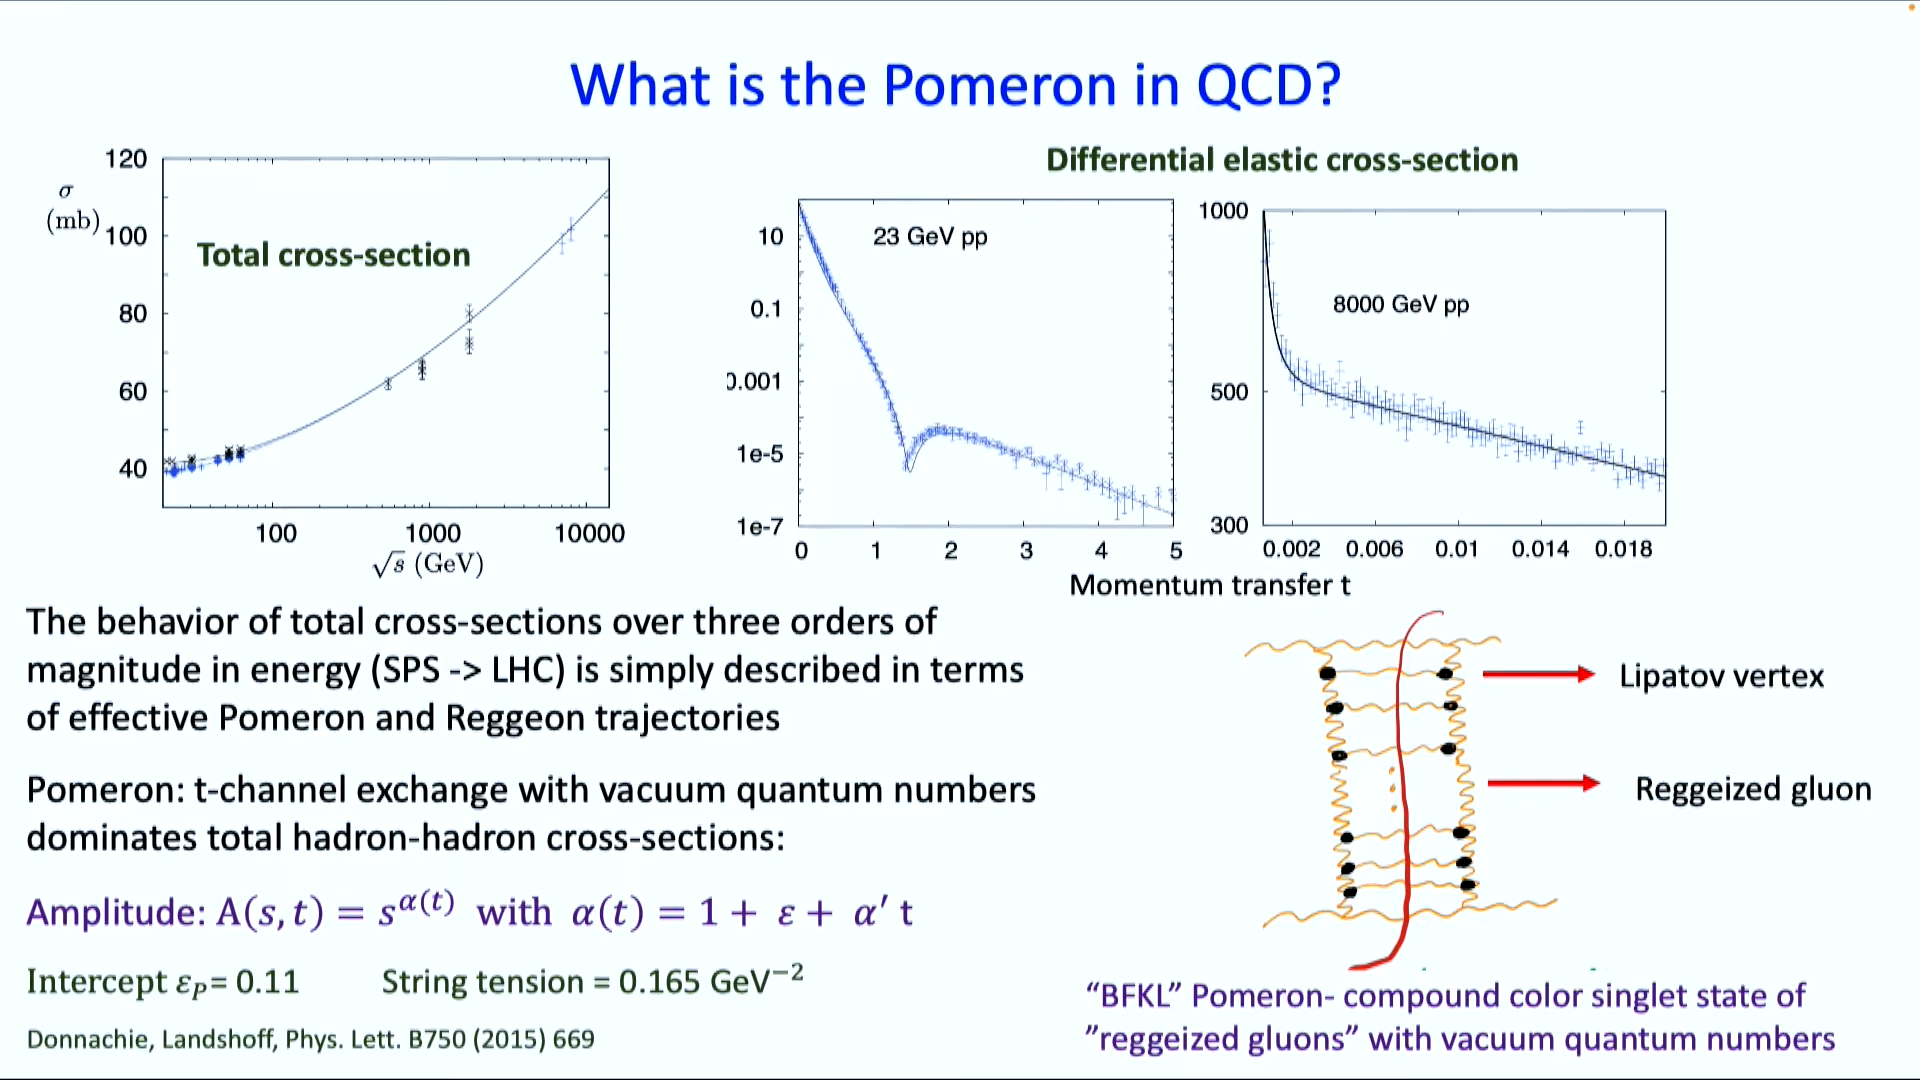 What is the Pomeron in QCD?
Differential elastic cross-section
120
100
80
60
40
σ
(mb)
Total cross-section
100 1000 10000
√s (GeV)
10
0.1
0.001
1e-5
1e-7
23 GeV pp
0 1 2 3 4 5
1000
500
300
8000 GeV pp
0.002 0.006 0.01 0.014 0.018
Momentum transfer t
The behavior of total cross-sections over three orders of
magnitude in energy (SPS -> LHC) is simply described in terms
of effective Pomeron and Reggeon trajectories
Pomeron: t-channel exchange with vacuum quantum numbers
dominates total hadron-hadron cross-sections:
Amplitude: A(s, t) = s^α(t) with α(t) = 1 + ε + α′ t
Intercept ε_P= 0.11 String tension = 0.165 GeV⁻²
Donnachie, Landshoff, Phys. Lett. B750 (2015) 669
Lipatov vertex
Reggeized gluon
“BFKL” Pomeron- compound color singlet state of
”reggeized gluons” with vacuum quantum numbers